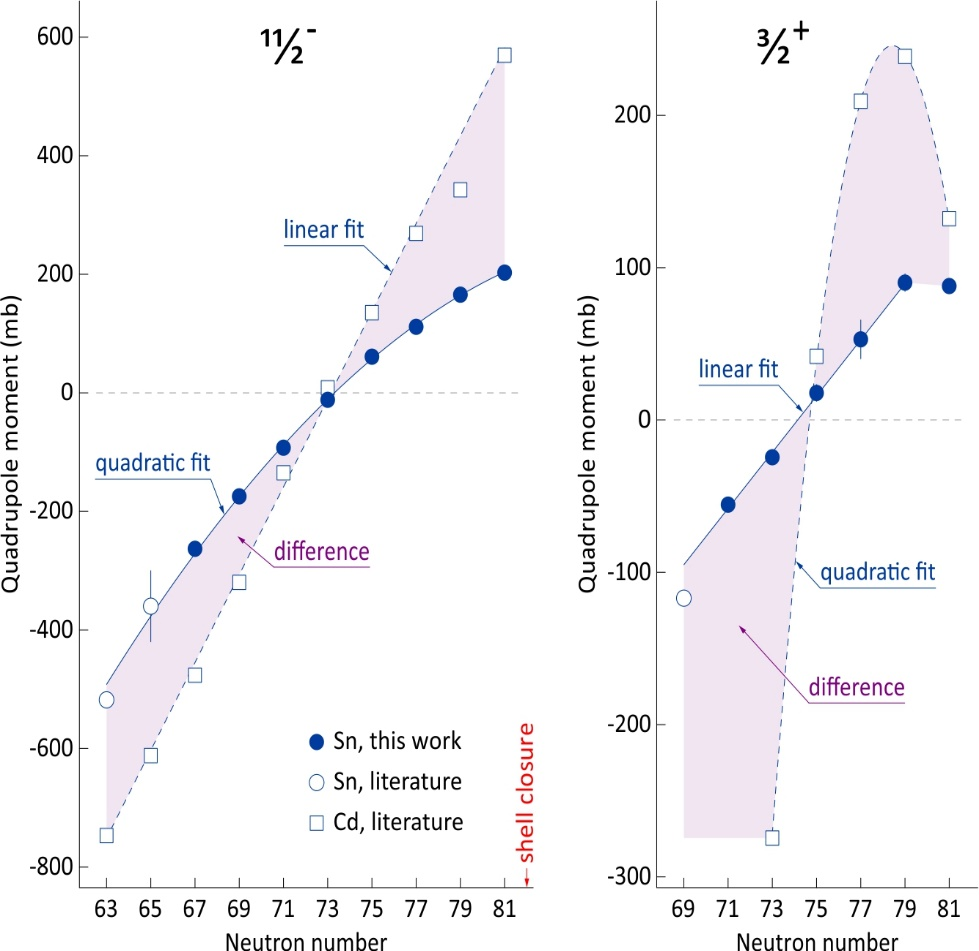 11/2-
Quadrupole moment (mb)
600
400
200
0
-200
-400
-600
-800
linear fit
quadratic fit
difference
Sn, this work
Sn, literature
Cd, literature
shell closure
63 65 67 69 71 73 75 77 79 81
Neutron number
3/2+
Quadrupole moment (mb)
200
100
0
-100
-200
-300
linear fit
quadratic fit
difference
69 71 73 75 77 79 81
Neutron number